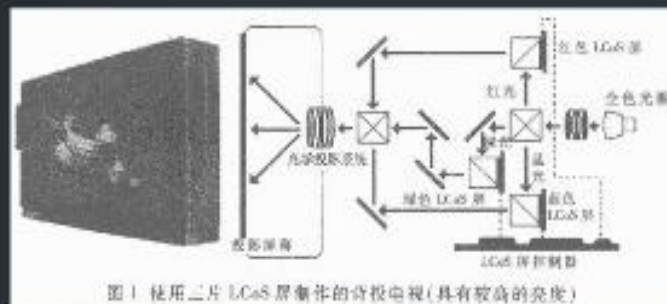 红色 LCoS 屏
全色光源
红光
蓝光
光学投影系统
绿色 LCoS 屏
蓝色
LCoS 屏
投影屏幕
LCoS 屏控制器
图 1 使用三片 LCoS 屏制作的背投电视(具有较高的亮度)